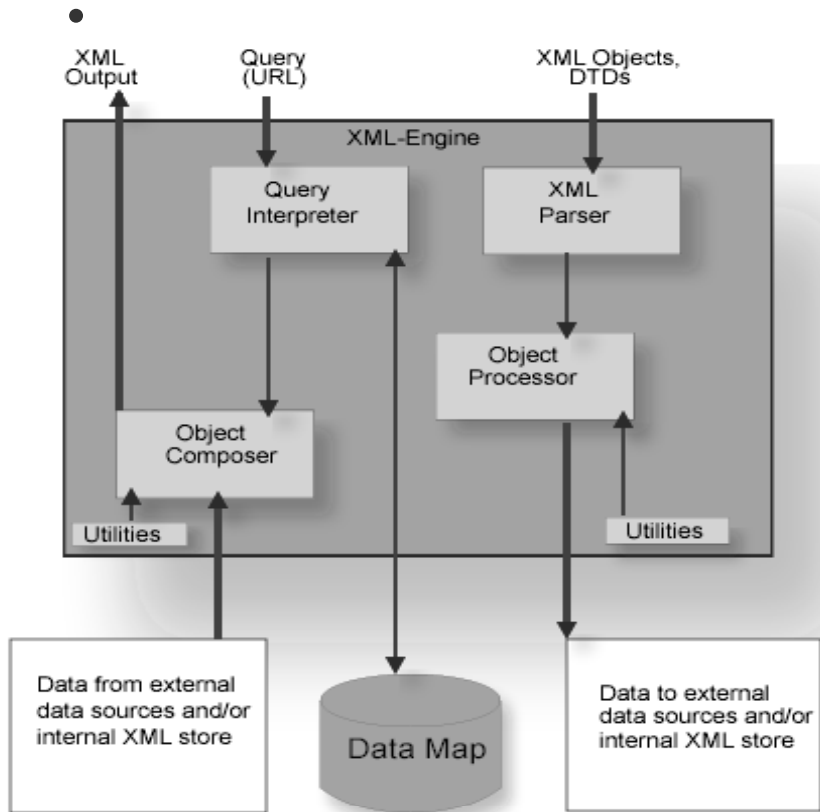 XML
Output
Query
(URL)
XML Objects,
DTDs
XML-Engine
Query
Interpreter
XML
Parser
Object
Processor
Object
Composer
Utilities
Utilities
Data from external
data sources and/or
internal XML store
Data Map
Data to external
data sources and/or
internal XML store